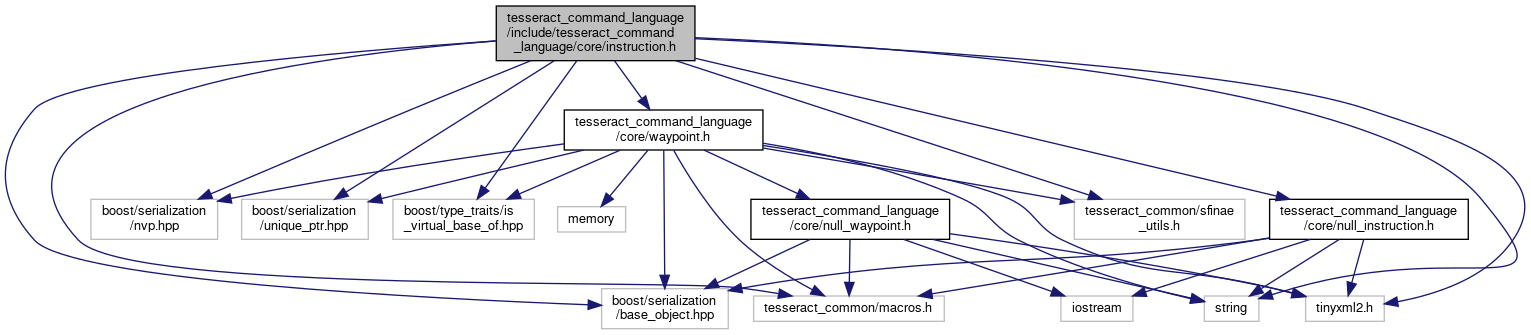 tesseract_command_language
/include/tesseract_command
_language/core/instruction.h
tesseract_command_language
/core/waypoint.h
boost/serialization
/nvp.hpp
boost/serialization
/unique_ptr.hpp
boost/type_traits/is
_virtual_base_of.hpp
memory
tesseract_command_language
/core/null_waypoint.h
tesseract_common/sfinae
_utils.h
tesseract_command_language
/core/null_instruction.h
boost/serialization
/base_object.hpp
tesseract_common/macros.h
iostream
string
tinyxml2.h